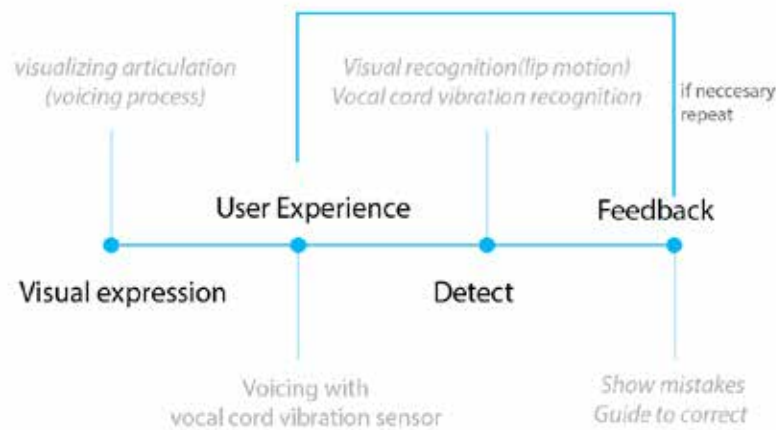 visualizing articulation
(voicing process)
Visual recognition(lip motion)
Vocal cord vibration recognition
if neccesary
repeat
User Experience
Feedback
Visual expression
Detect
Voicing with
vocal cord vibration sensor
Show mistakes
Guide to correct